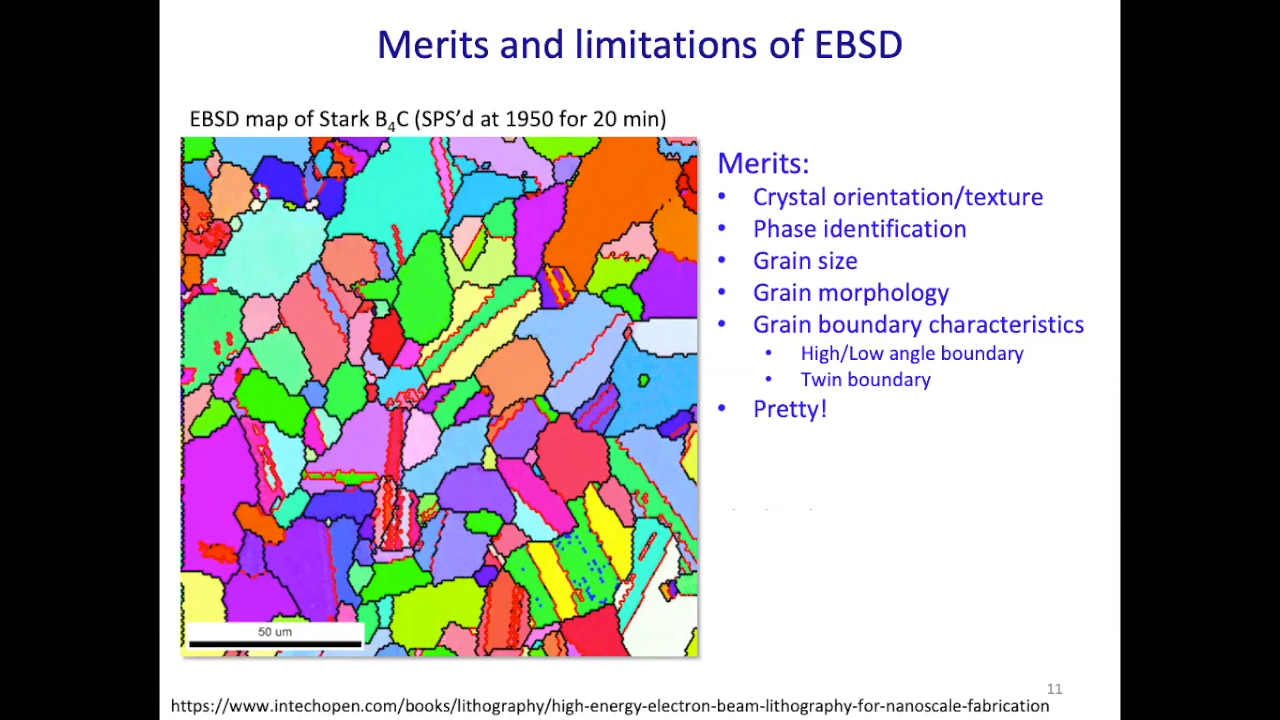 Merits and limitations of EBSD
EBSD map of Stark B₄C (SPS’d at 1950 for 20 min)
Merits:
• Crystal orientation/texture
• Phase identification
• Grain size
• Grain morphology
• Grain boundary characteristics
• High/Low angle boundary
• Twin boundary
• Pretty!
50 um
11
https://www.intechopen.com/books/lithography/high-energy-electron-beam-lithography-for-nanoscale-fabrication